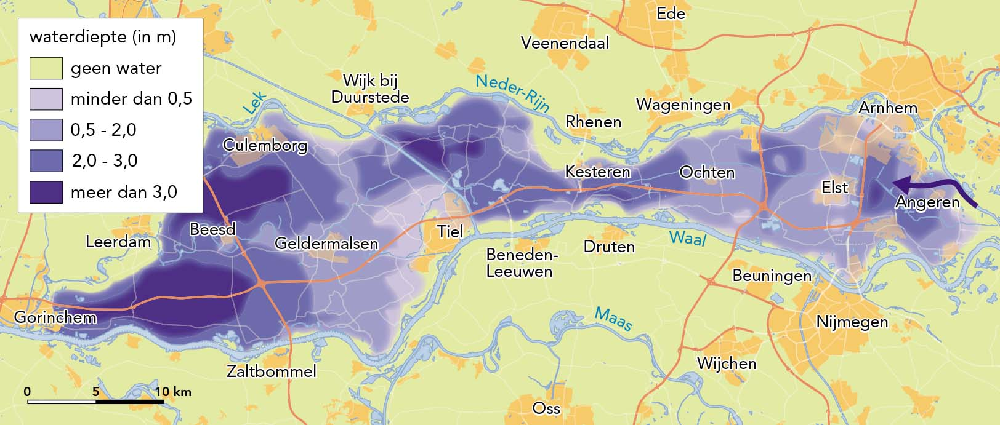 waterdiepte (in m)
geen water
minder dan 0,5
0,5 - 2,0
2,0 - 3,0
meer dan 3,0
Ede
Veenendaal
Wijk bij
Duurstede
Neder-Rijn
Lek
Wageningen
Arnhem
Rhenen
Culemborg
Kesteren
Ochten
Elst
Angeren
Beesd
Leerdam
Geldermalsen
Tiel
Waal
Beneden-
Leeuwen
Druten
Beuningen
Gorinchem
Maas
Nijmegen
Zaltbommel
Wijchen
0 5 10 km
Oss